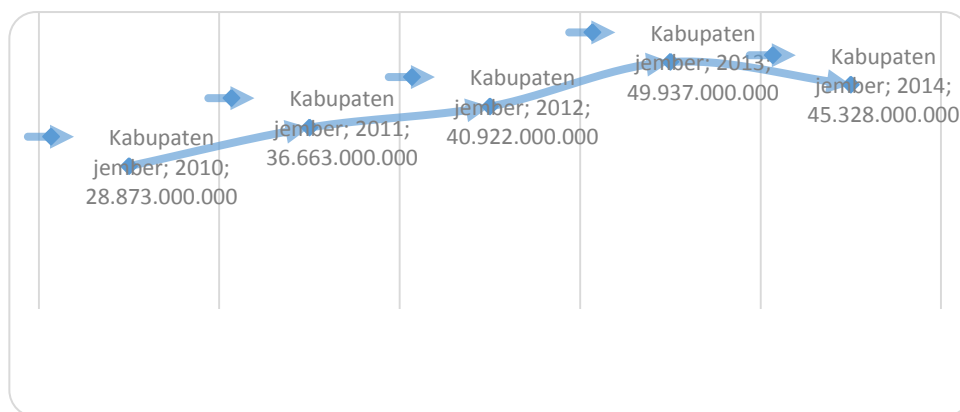 Kabupaten
jember; 2010;
28.873.000.000
Kabupaten
jember; 2011;
36.663.000.000
Kabupaten
jember; 2012;
40.922.000.000
Kabupaten
jember; 2013;
49.937.000.000
Kabupaten
jember; 2014;
45.328.000.000